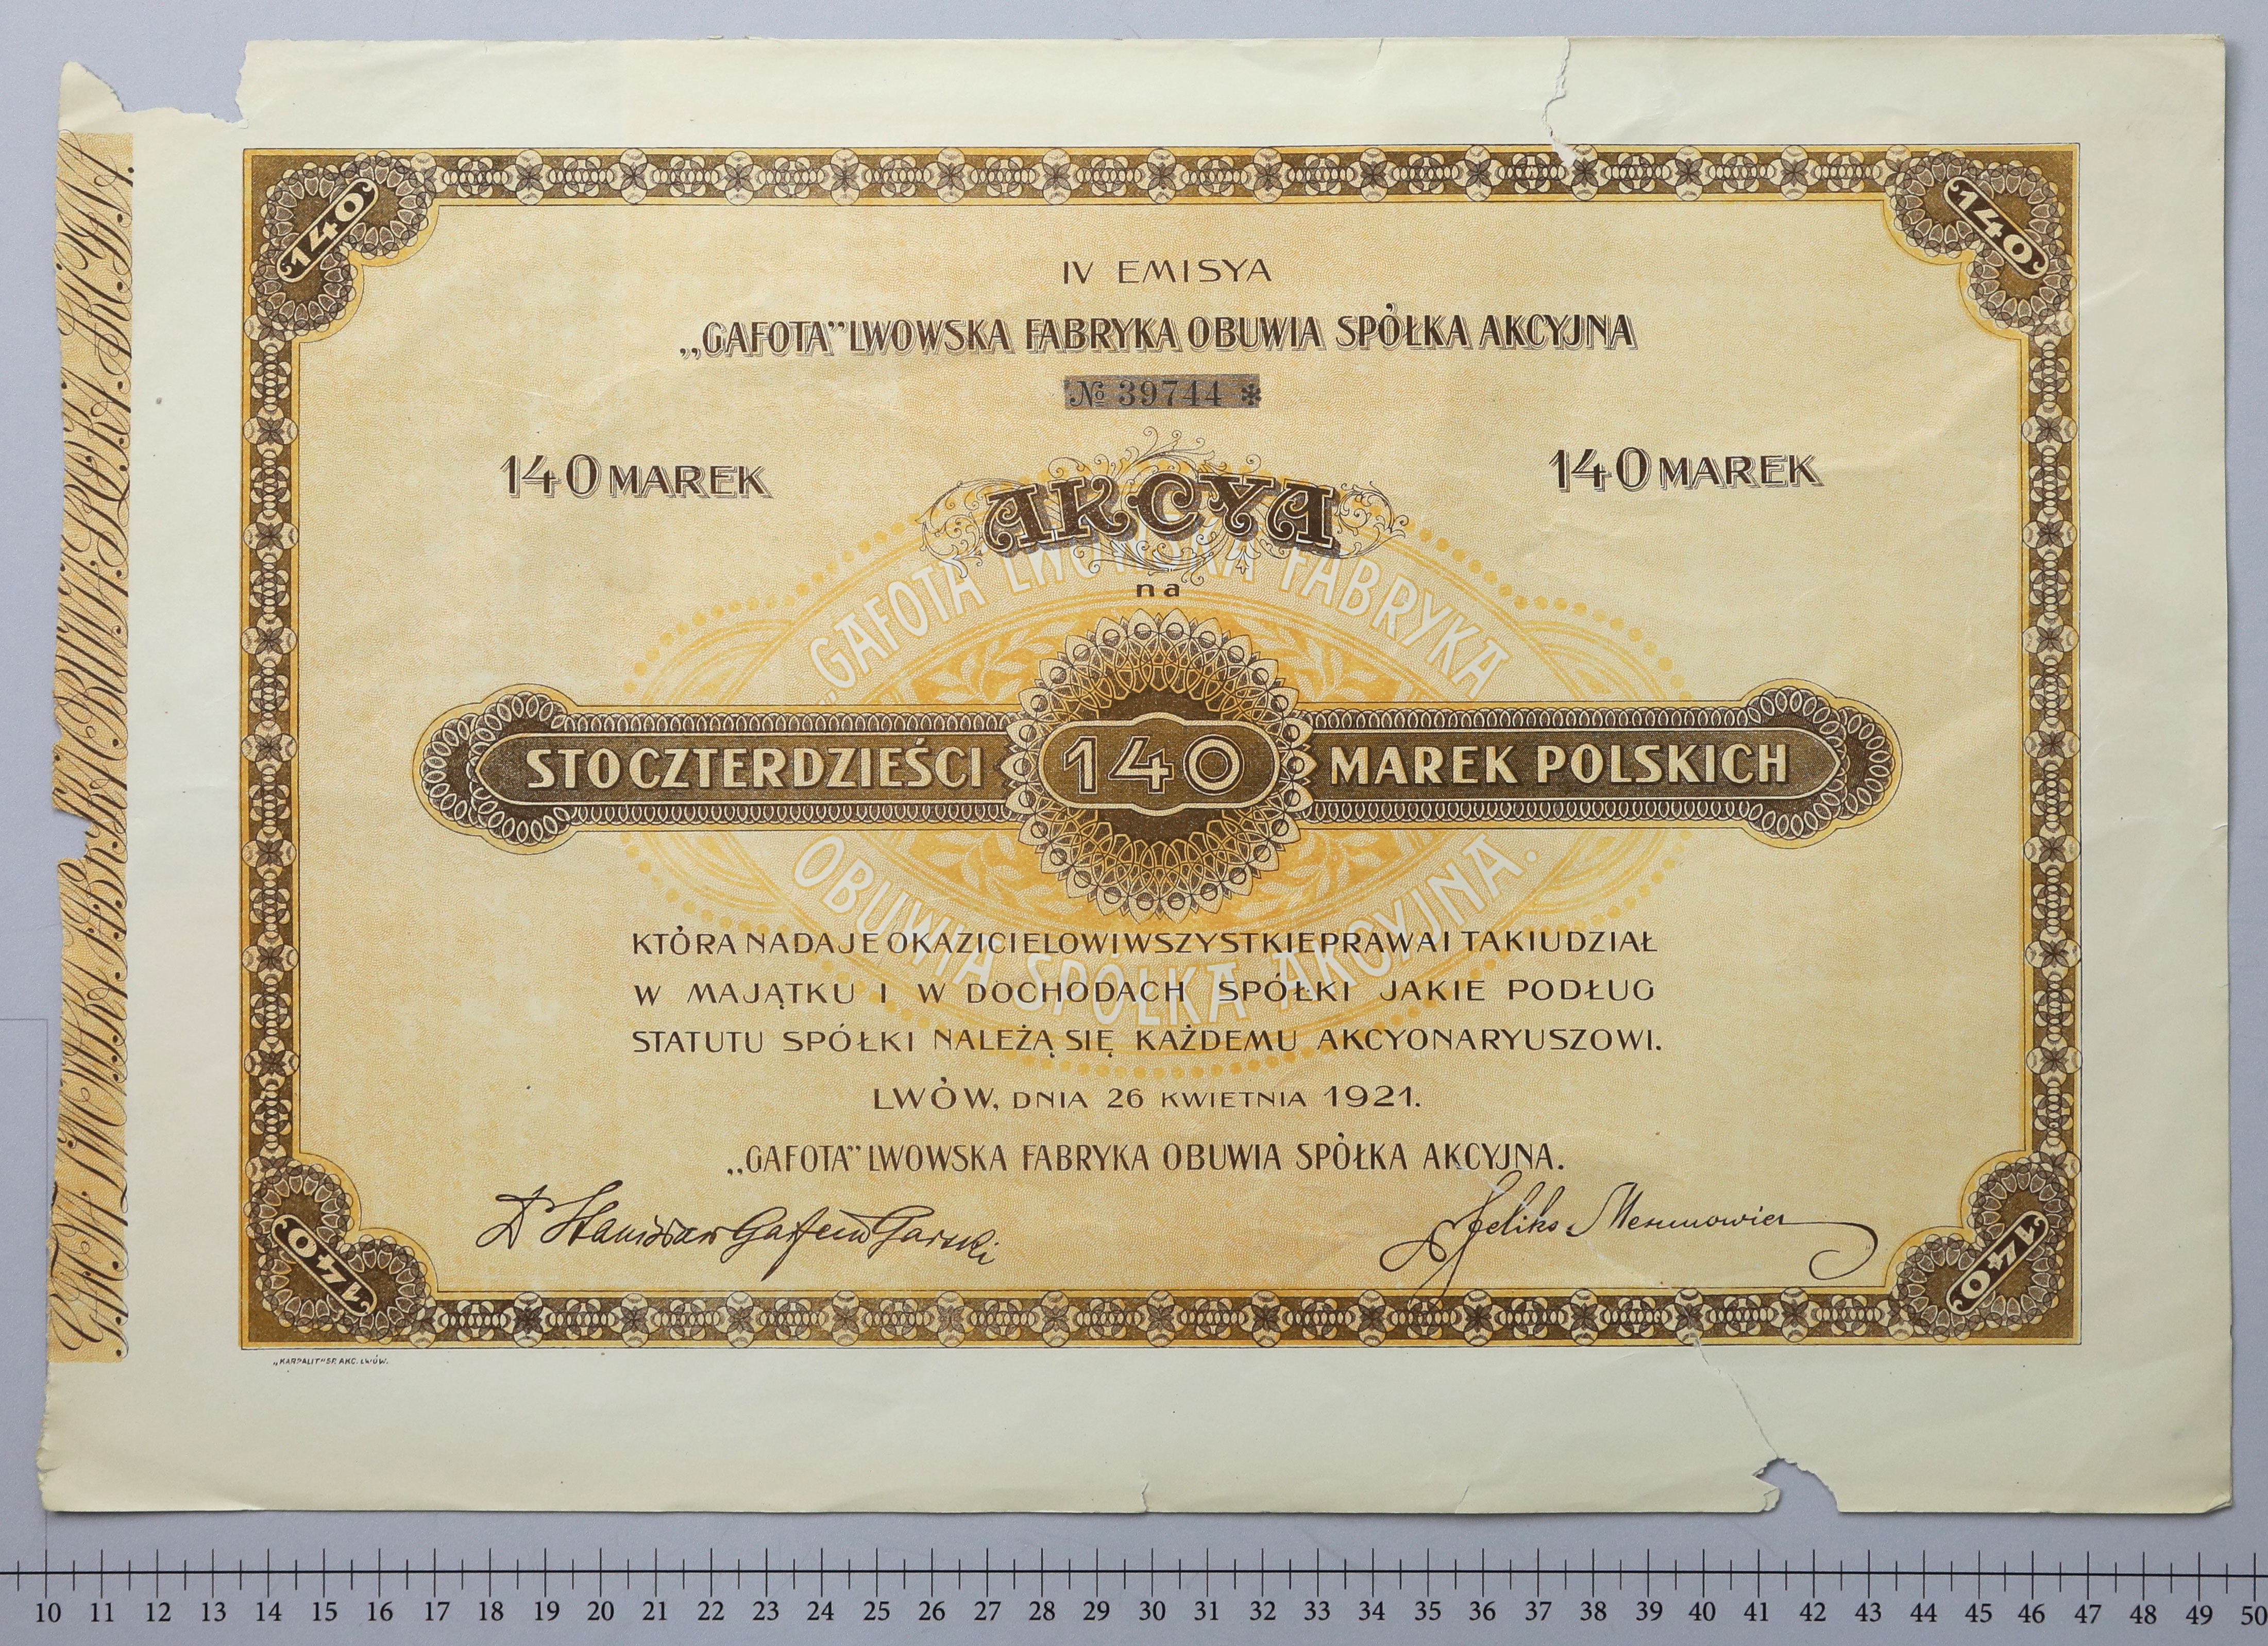 IV EMISYA
„GAFOTA” LWOWSKA FABRYKA OBUWIA SPÓŁKA AKCYJNA
№ 39744 *
140 MAREK
140 MAREK
AKCYA
na
„GAFOTA LWOWSKA FABRYKA
STO CZTERDZIEŚCI 140 MAREK POLSKICH
OBUWIA SPÓŁKA AKCYJNA.
KTÓRA NADAJE OKAZICIELOWI WSZYSTKIE PRAWA I TAKI UDZIAŁ
W MAJĄTKU I W DOCHODACH SPÓŁKI JAKIE PODŁUG
STATUTU SPÓŁKI NALEŻĄ SIĘ KAŻDEMU AKCYONARYUSZOWI.
LWÓW, DNIA 26 KWIETNIA 1921.
„GAFOTA” LWOWSKA FABRYKA OBUWIA SPÓŁKA AKCYJNA.
Dr Stanisław
Feliks
140
140
140
140
„KARPALIT” SP. AKC. LWÓW.
10 11 12 13 14 15 16 17 18 19 20 21 22 23 24 25 26 27 28 29 30 31 32 33 34 35 36 37 38 39 40 41 42 43 44 45 46 47 48 49 50